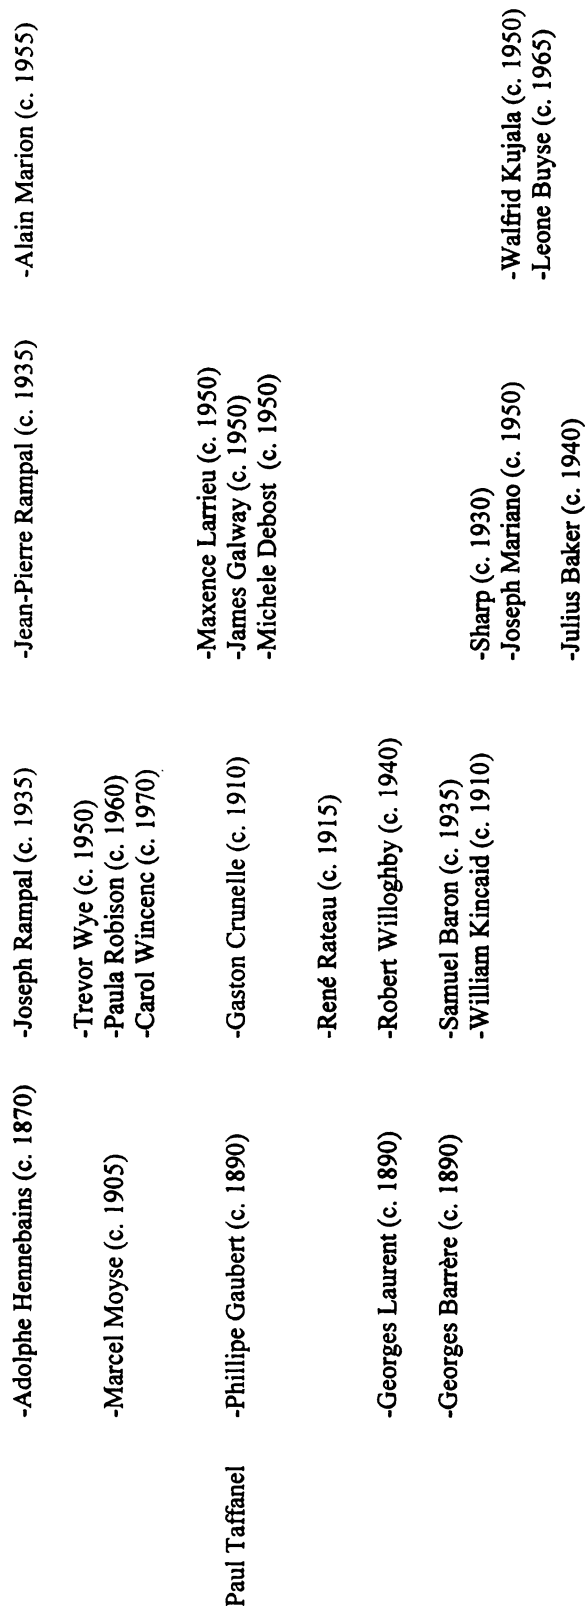 Paul Taffanel
-Adolphe Hennebains (c. 1870)
-Joseph Rampal (c. 1935)
-Jean-Pierre Rampal (c. 1935)
-Alain Marion (c. 1955)
-Marcel Moyse (c. 1905)
-Trevor Wye (c. 1950)
-Paula Robison (c. 1960)
-Carol Wincenc (c. 1970)
-Phillipe Gaubert (c. 1890)
-Gaston Crunelle (c. 1910)
-Maxence Larrieu (c. 1950)
-James Galway (c. 1950)
-Michele Debost (c. 1950)
-René Rateau (c. 1915)
-Georges Laurent (c. 1890)
-Robert Willoghby (c. 1940)
-Georges Barrère (c. 1890)
-Samuel Baron (c. 1935)
-William Kincaid (c. 1910)
-Sharp (c. 1930)
-Joseph Mariano (c. 1950)
-Walfrid Kujala (c. 1950)
-Leone Buyse (c. 1965)
-Julius Baker (c. 1940)